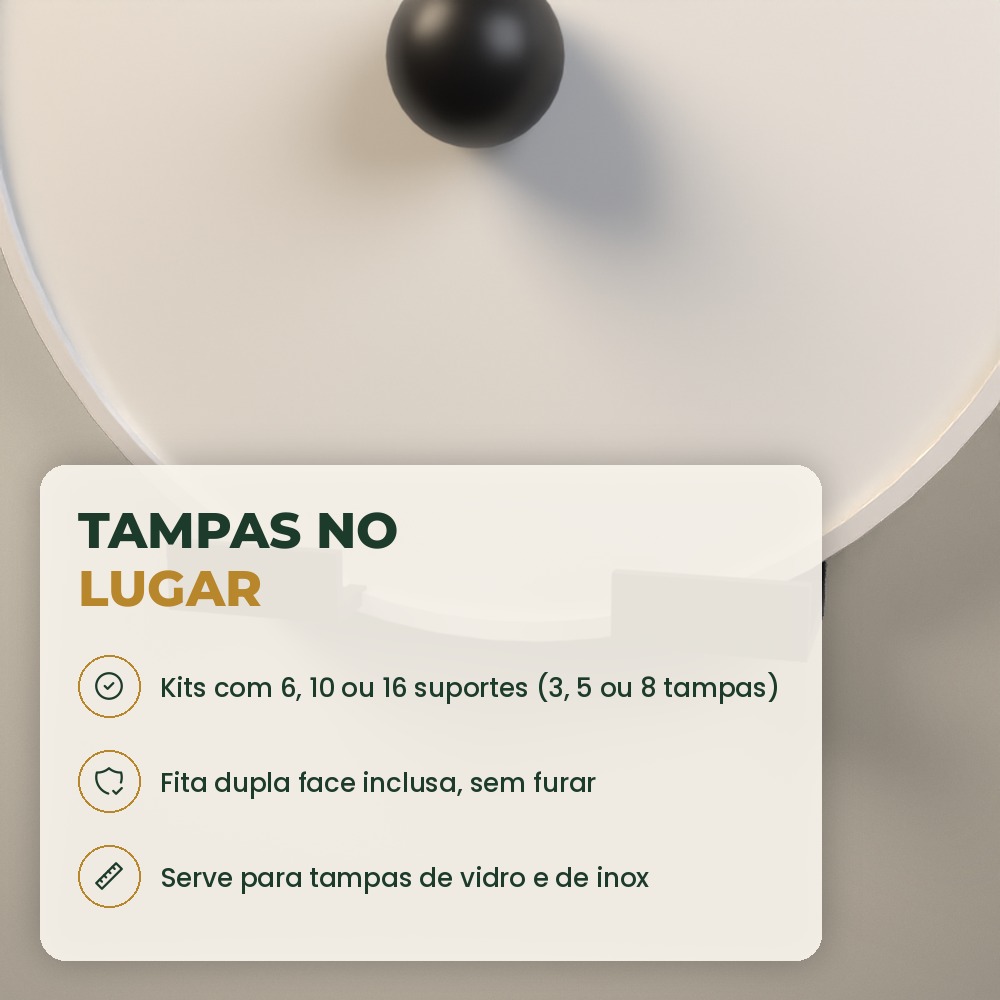 TAMPAS NO
LUGAR
Kits com 6, 10 ou 16 suportes (3, 5 ou 8 tampas)
Fita dupla face inclusa, sem furar
Serve para tampas de vidro e de inox